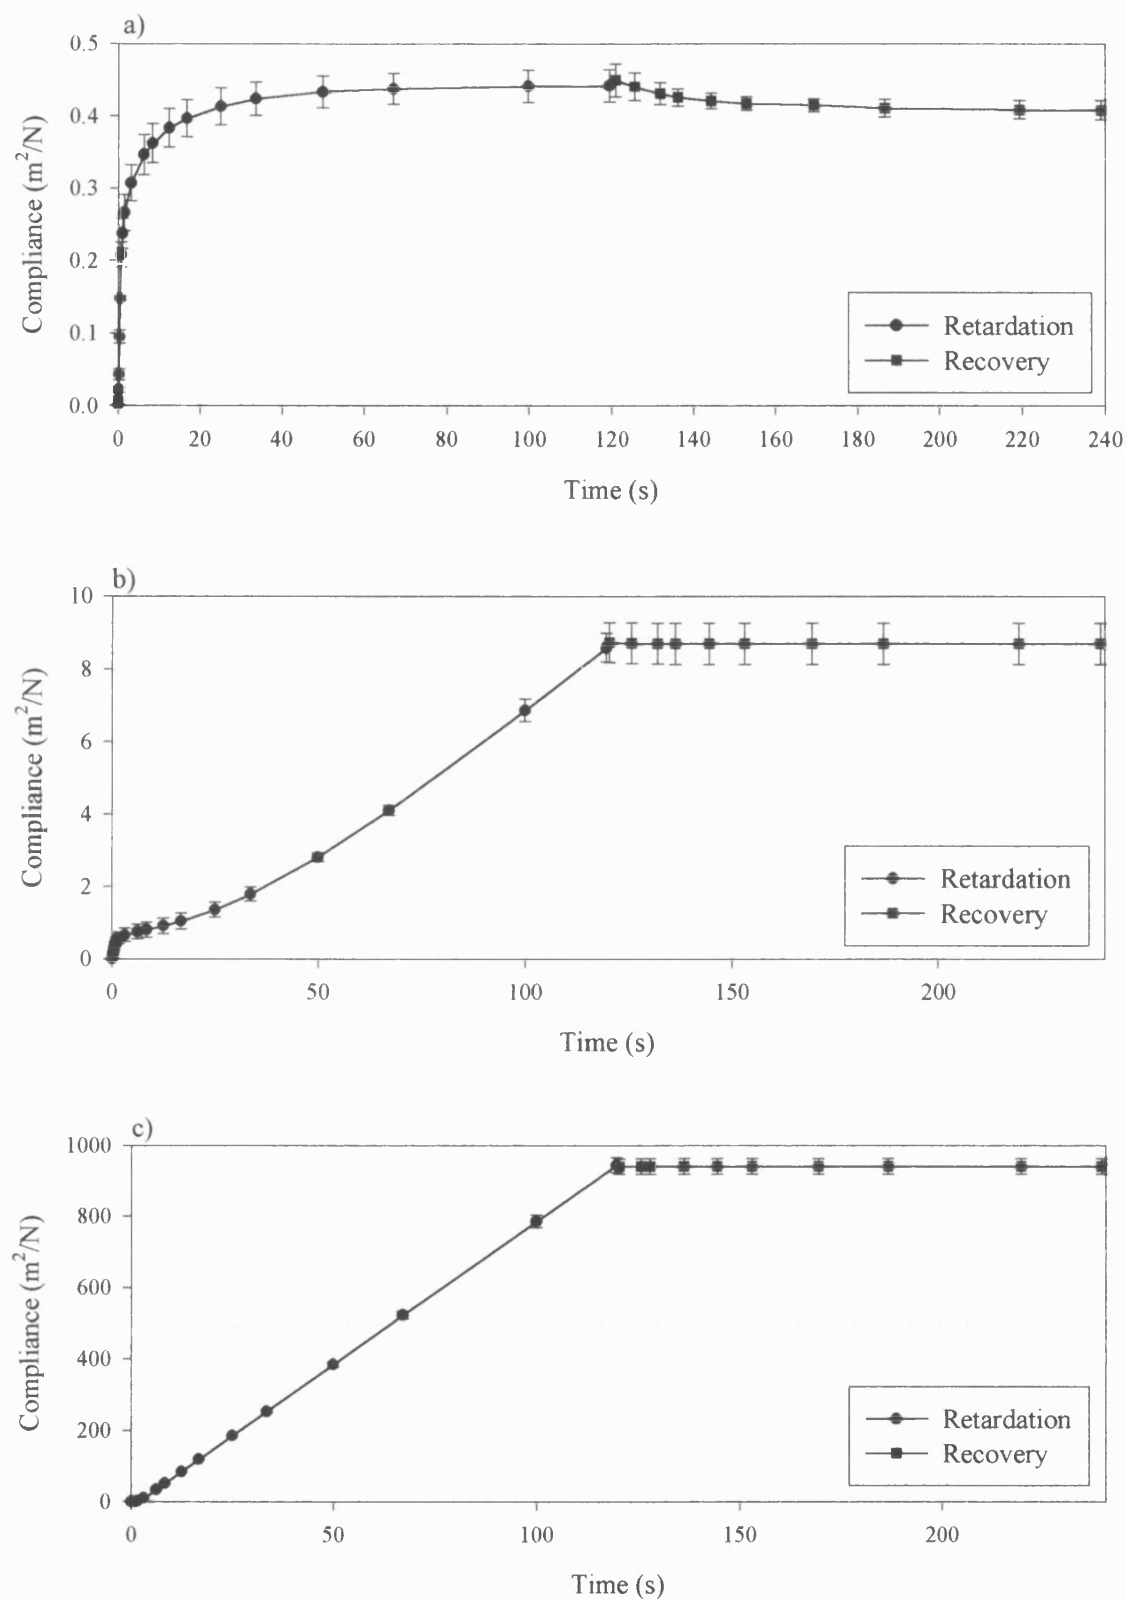 a)
0.5
0.4
0.3
0.2
0.1
0.0
Compliance (m²/N)
Retardation
Recovery
0 20 40 60 80 100 120 140 160 180 200 220 240
Time (s)
b)
10
8
6
4
2
0
Compliance (m²/N)
Retardation
Recovery
0 50 100 150 200
Time (s)
c)
1000
800
600
400
200
0
Compliance (m²/N)
Retardation
Recovery
0 50 100 150 200
Time (s)